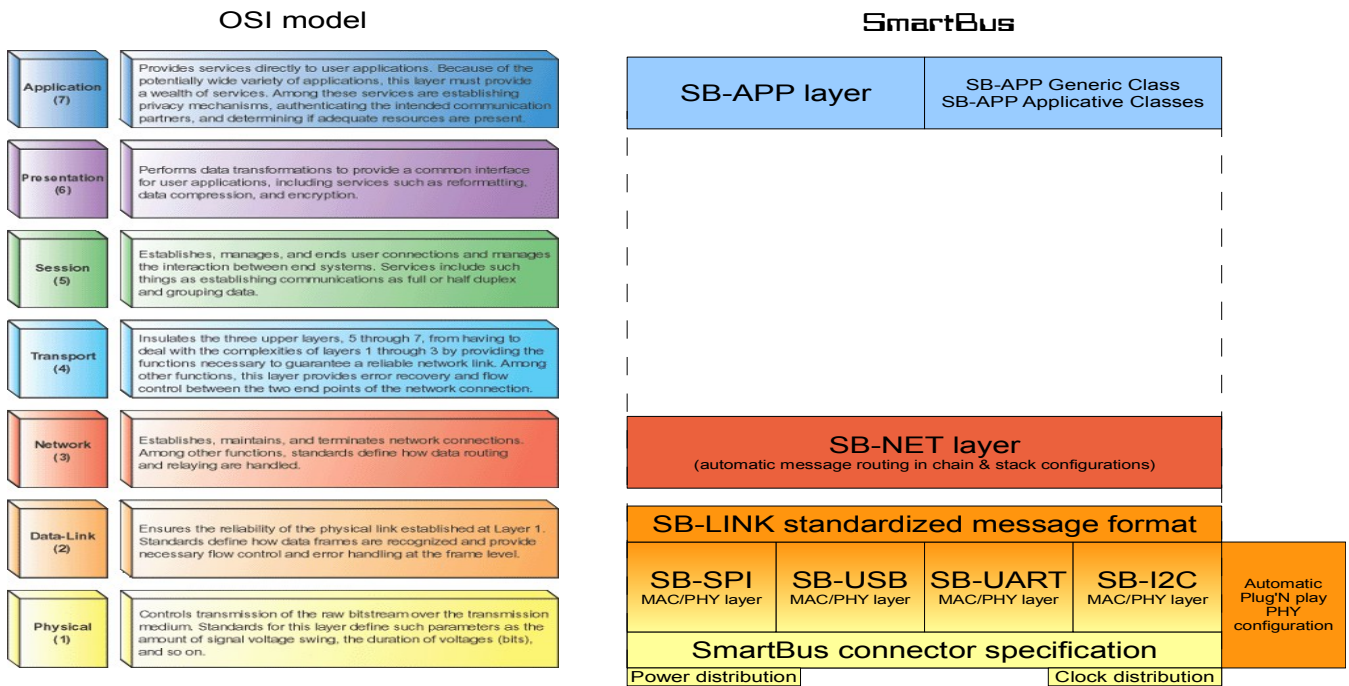 OSI model
Application
(7)
Provides services directly to user applications. Because of the
potentially wide variety of applications, this layer must provide
a wealth of services. Among these services are establishing
privacy mechanisms, authenticating the intended communication
partners, and determining if adequate resources are present.
Presentation
(6)
Performs data transformations to provide a common interface
for user applications, including services such as reformatting,
data compression, and encryption.
Session
(5)
Establishes, manages, and ends user connections and manages
the interaction between end systems. Services include such
things as establishing communications as full or half duplex
and grouping data.
Transport
(4)
Insulates the three upper layers, 5 through 7, from having to
deal with the complexities of layers 1 through 3 by providing the
functions necessary to guarantee a reliable network link. Among
other functions, this layer provides error recovery and flow
control between the two end points of the network connection.
Network
(3)
Establishes, maintains, and terminates network connections.
Among other functions, standards define how data routing
and relaying are handled.
Data-Link
(2)
Ensures the reliability of the physical link established at Layer 1.
Standards define how data frames are recognized and provide
necessary flow control and error handling at the frame level.
Physical
(1)
Controls transmission of the raw bitstream over the transmission
medium. Standards for this layer define such parameters as the
amount of signal voltage swing, the duration of voltages (bits),
and so on.
SmartBus
SB-APP layer
SB-APP Generic Class
SB-APP Applicative Classes
SB-NET layer
(automatic message routing in chain & stack configurations)
SB-LINK standardized message format
SB-SPI
MAC/PHY layer
SB-USB
MAC/PHY layer
SB-UART
MAC/PHY layer
SB-I2C
MAC/PHY layer
Automatic
Plug'N play
PHY
configuration
SmartBus connector specification
Power distribution
Clock distribution